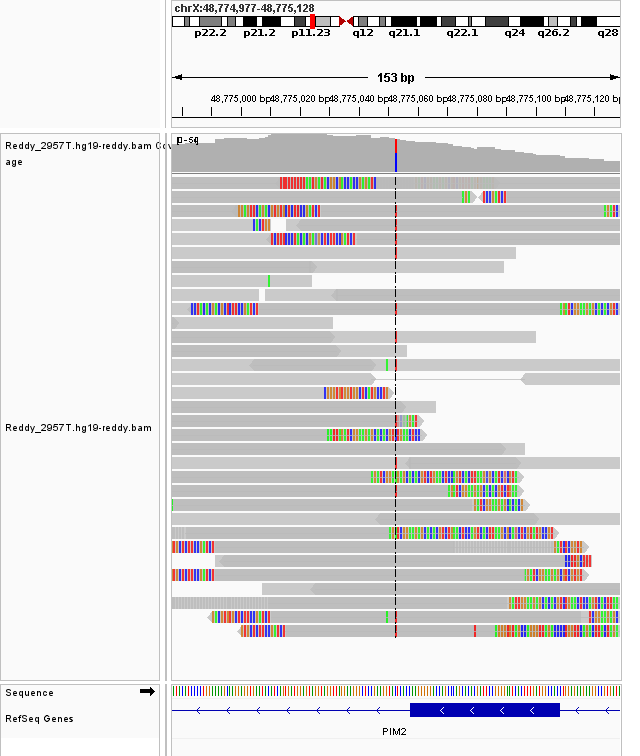 chrX:48,774,977-48,775,128
p22.2 p21.2 p11.23 q12 q21.1 q22.1 q24 q26.2 q28
153 bp
48,775,000 bp 48,775,020 bp 48,775,040 bp 48,775,060 bp 48,775,080 bp 48,775,100 bp 48,775,120 bp
Reddy_2957T.hg19-reddy.bam Cov
age
Reddy_2957T.hg19-reddy.bam
Sequence
RefSeq Genes
PIM2